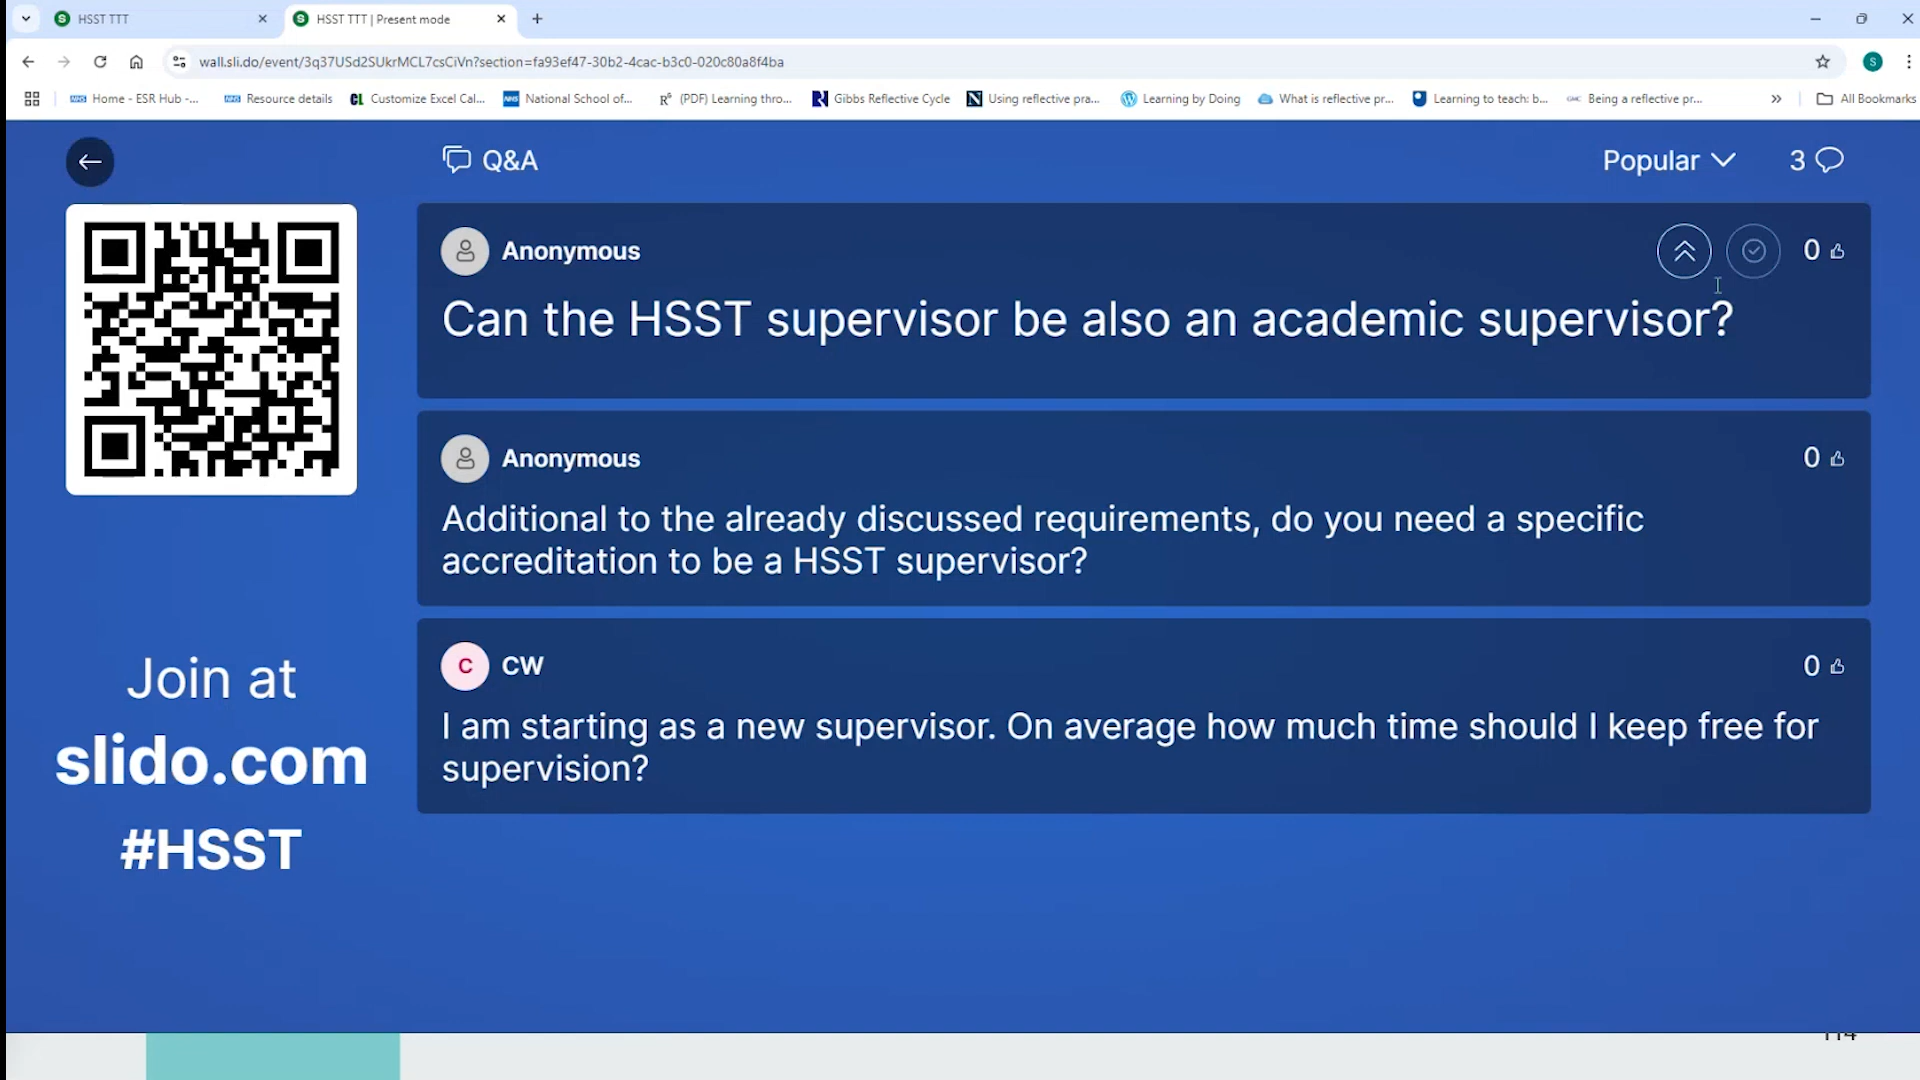 HSST TTT
HSST TTT | Present mode
wall.sli.do/event/3q37USd2SUkrMCL7csCiVn?section=fa93ef47-30b2-4cac-b3c0-020c80a8f4ba
S
Home - ESR Hub -...
Resource details
CL Customize Excel Cal...
National School of...
R⁶ (PDF) Learning thro...
Gibbs Reflective Cycle
N Using reflective pra...
Learning by Doing
What is reflective pr...
Learning to teach: b...
GMC Being a reflective pr...
All Bookmarks
Q&A
Popular
3
Anonymous
0
Can the HSST supervisor be also an academic supervisor?
Anonymous
0
Additional to the already discussed requirements, do you need a specific
accreditation to be a HSST supervisor?
C CW
0
I am starting as a new supervisor. On average how much time should I keep free for
supervision?
Join at
slido.com
#HSST